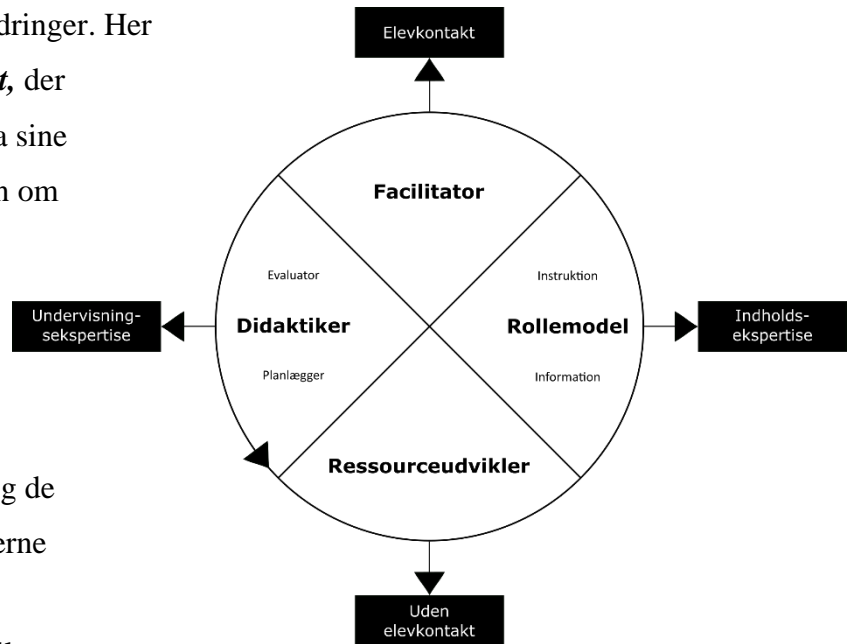 dringer. Her
t, der
a sine
n om
g de
erne
Elevkontakt
Facilitator
Evaluator
Instruktion
Undervisning-
sekspertise
Didaktiker
Rollemodel
Indholds-
ekspertise
Planlægger
Information
Ressourceudvikler
Uden
elevkontakt